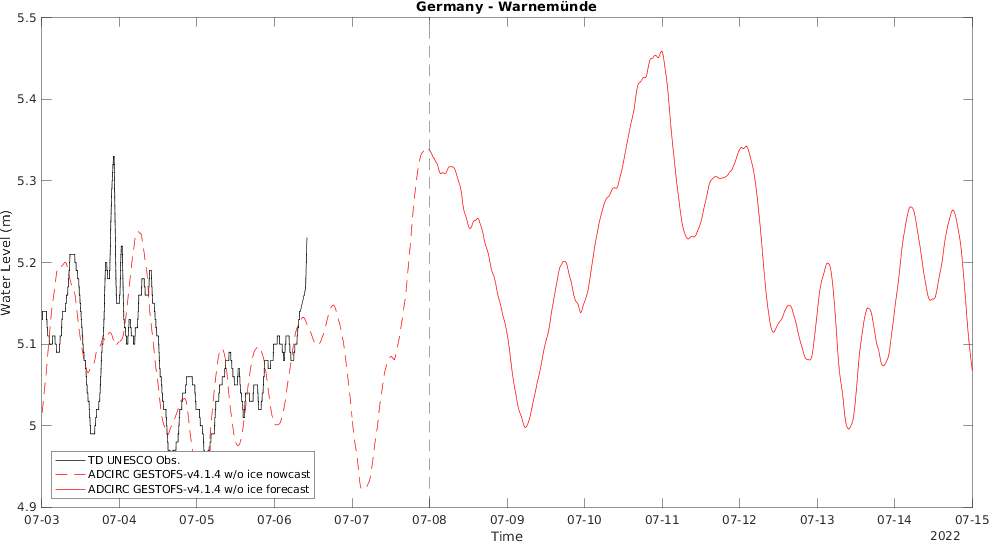 Germany - Warnemünde
5.5
5.4
5.3
5.2
5.1
5
4.9
Water Level (m)
TD UNESCO Obs.
ADCIRC GESTOFS-v4.1.4 w/o ice nowcast
ADCIRC GESTOFS-v4.1.4 w/o ice forecast
07-03 07-04 07-05 07-06 07-07 07-08 07-09 07-10 07-11 07-12 07-13 07-14 07-15
Time
2022